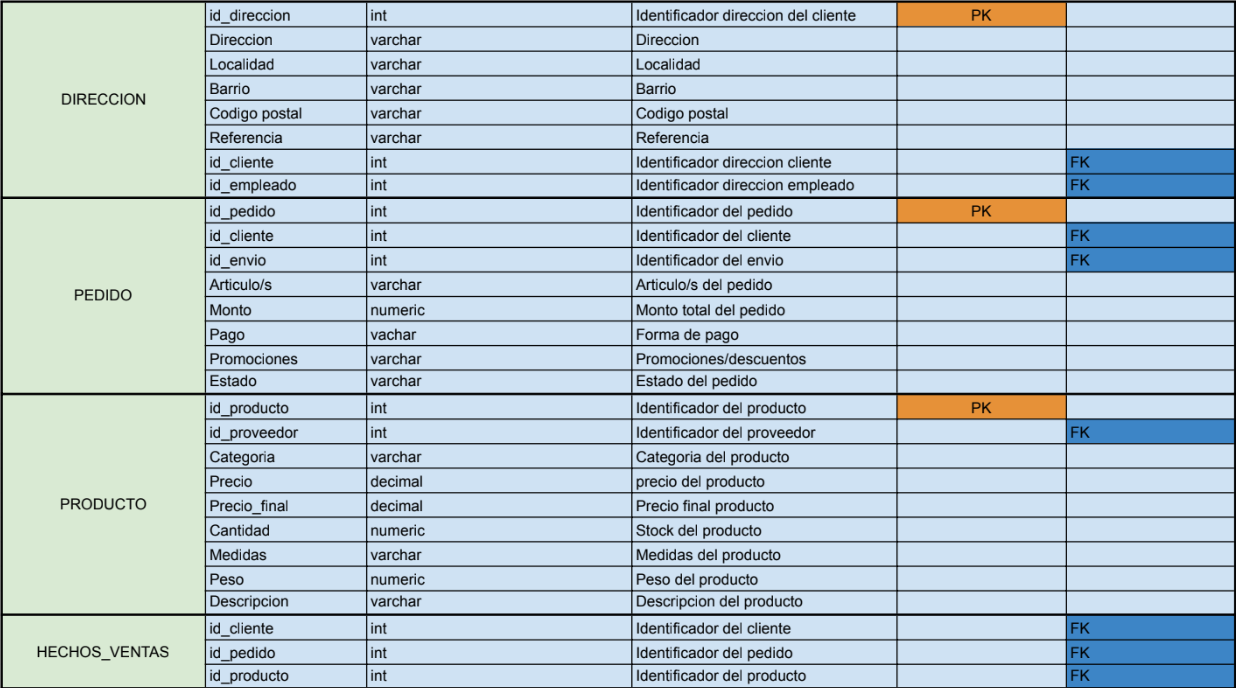 DIRECCION
id_direccion int Identificador direccion del cliente PK
Direccion varchar Direccion
Localidad varchar Localidad
Barrio varchar Barrio
Codigo postal varchar Codigo postal
Referencia varchar Referencia
id_cliente int Identificador direccion cliente FK
id_empleado int Identificador direccion empleado FK
PEDIDO
id_pedido int Identificador del pedido PK
id_cliente int Identificador del cliente FK
id_envio int Identificador del envio FK
Articulo/s varchar Articulo/s del pedido
Monto numeric Monto total del pedido
Pago vachar Forma de pago
Promociones varchar Promociones/descuentos
Estado varchar Estado del pedido
PRODUCTO
id_producto int Identificador del producto PK
id_proveedor int Identificador del proveedor FK
Categoria varchar Categoria del producto
Precio decimal precio del producto
Precio_final decimal Precio final producto
Cantidad numeric Stock del producto
Medidas varchar Medidas del producto
Peso numeric Peso del producto
Descripcion varchar Descripcion del producto
HECHOS_VENTAS
id_cliente int Identificador del cliente FK
id_pedido int Identificador del pedido FK
id_producto int Identificador del producto FK